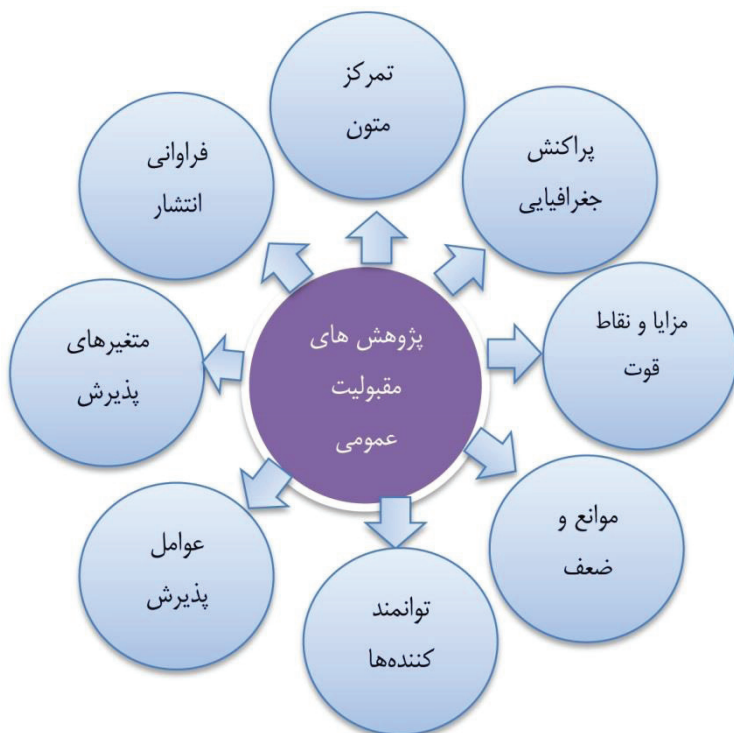 تمرکز
متون
پراکنش
جغرافیایی
مزایا و نقاط
قوت
موانع و
ضعف
توانمند
کننده‌ها
عوامل
پذیرش
متغیرهای
پذیرش
فراوانی
انتشار
پژوهش های
مقبولیت
عمومی